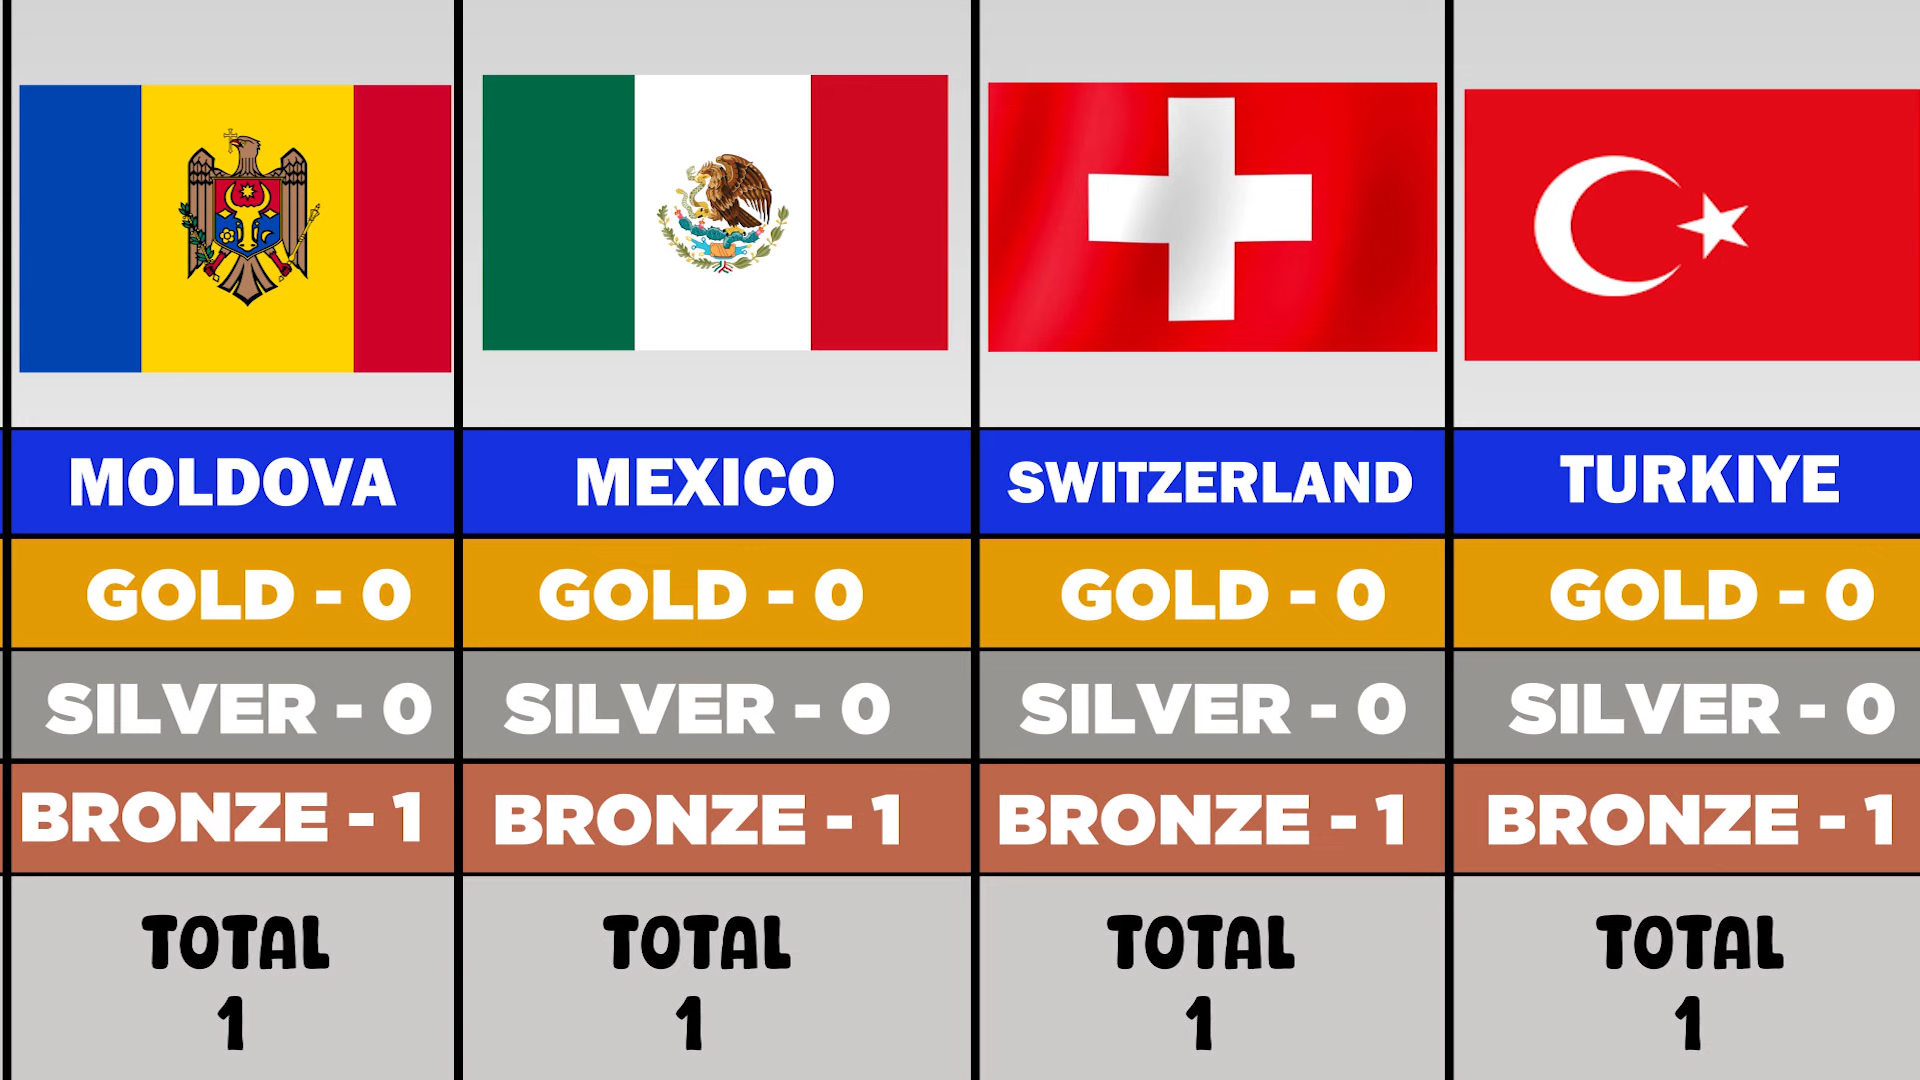 MOLDOVA
GOLD - 0
SILVER - 0
BRONZE - 1
TOTAL
1
MEXICO
GOLD - 0
SILVER - 0
BRONZE - 1
TOTAL
1
SWITZERLAND
GOLD - 0
SILVER - 0
BRONZE - 1
TOTAL
1
TURKIYE
GOLD - 0
SILVER - 0
BRONZE - 1
TOTAL
1